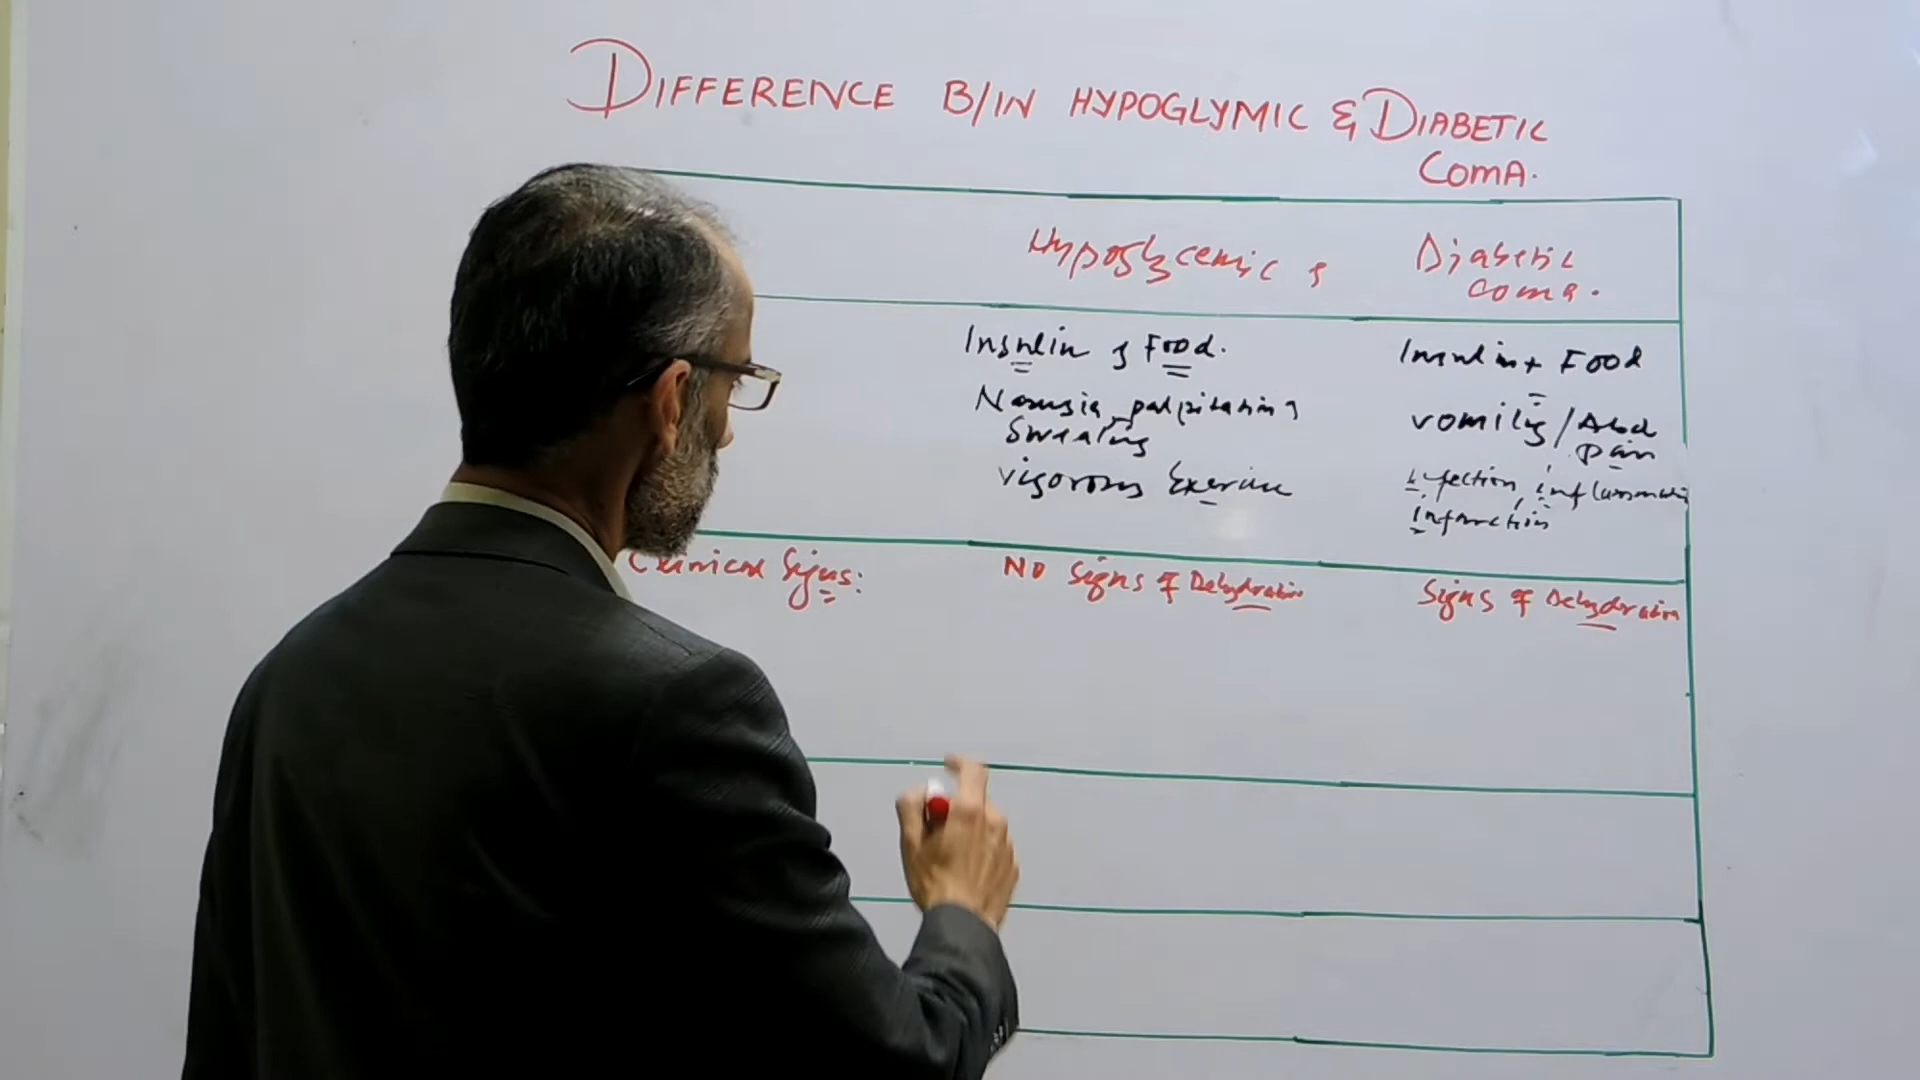 DIFFERENCE B/IN HYPOGLYMIC & DIABETIC
COMA.
Hypoglycemic &
Diabetic
coma.
Insulin & Food.
Insulin + Food
palpitation,
Sweating
vomiting / Abd
pain
vigorous Exercise
infection, inflammation
infarction
Clinical Signs:
No Signs of Dehydration
Signs of Dehydration